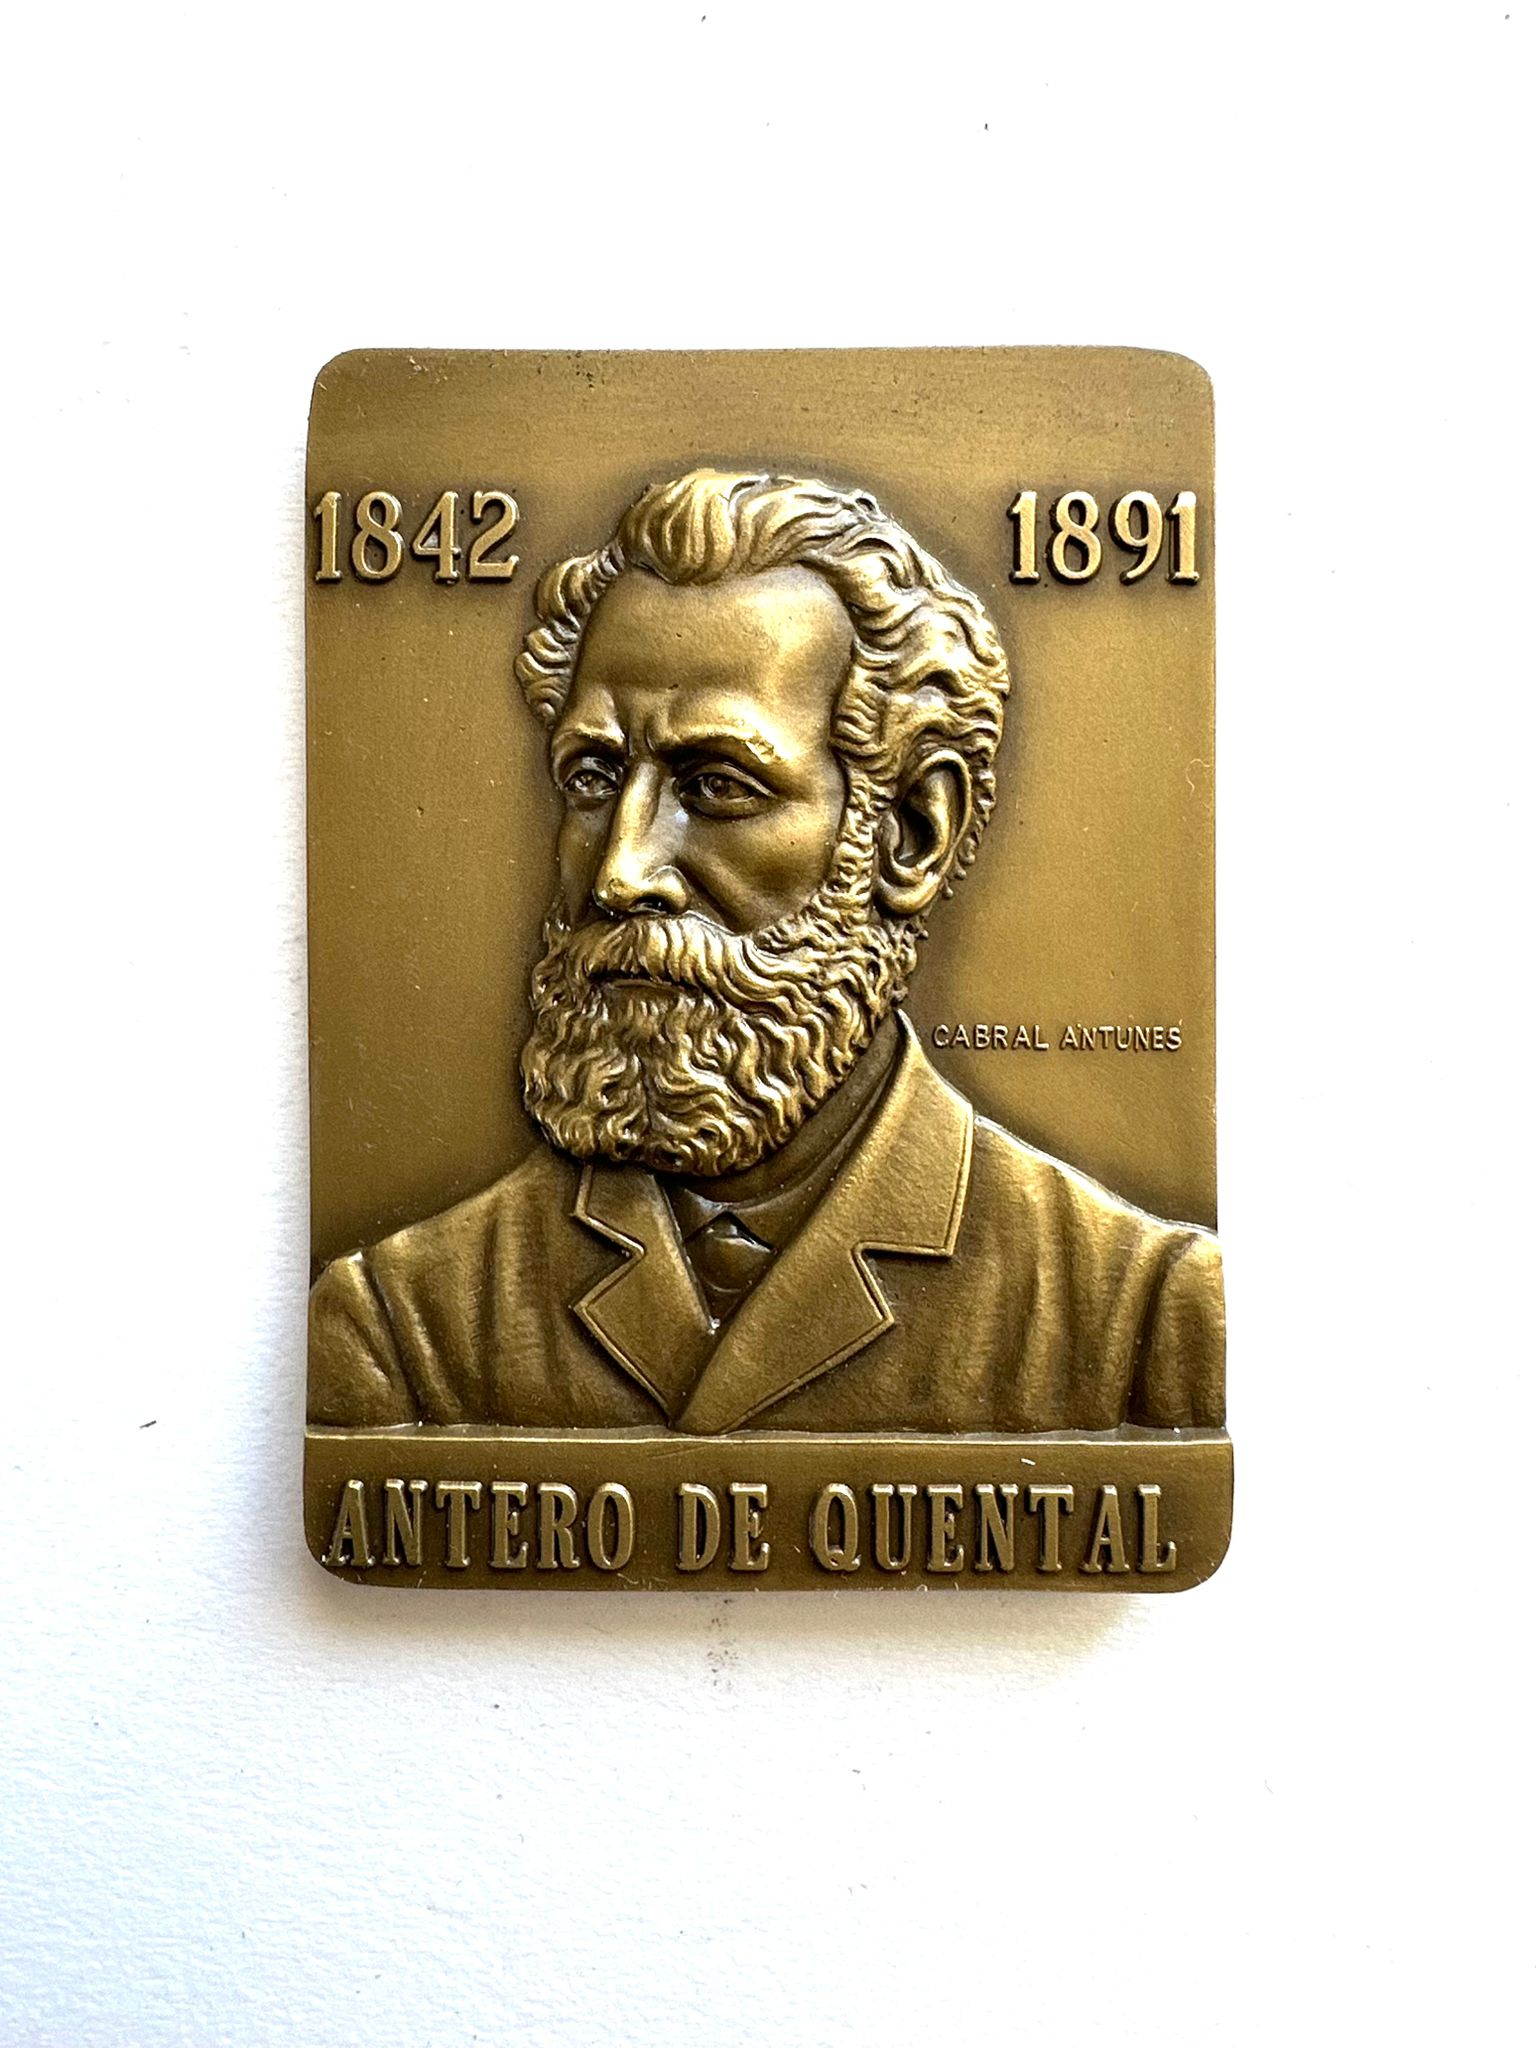 1842 1891
CABRAL ANTUNES
ANTERO DE QUENTAL